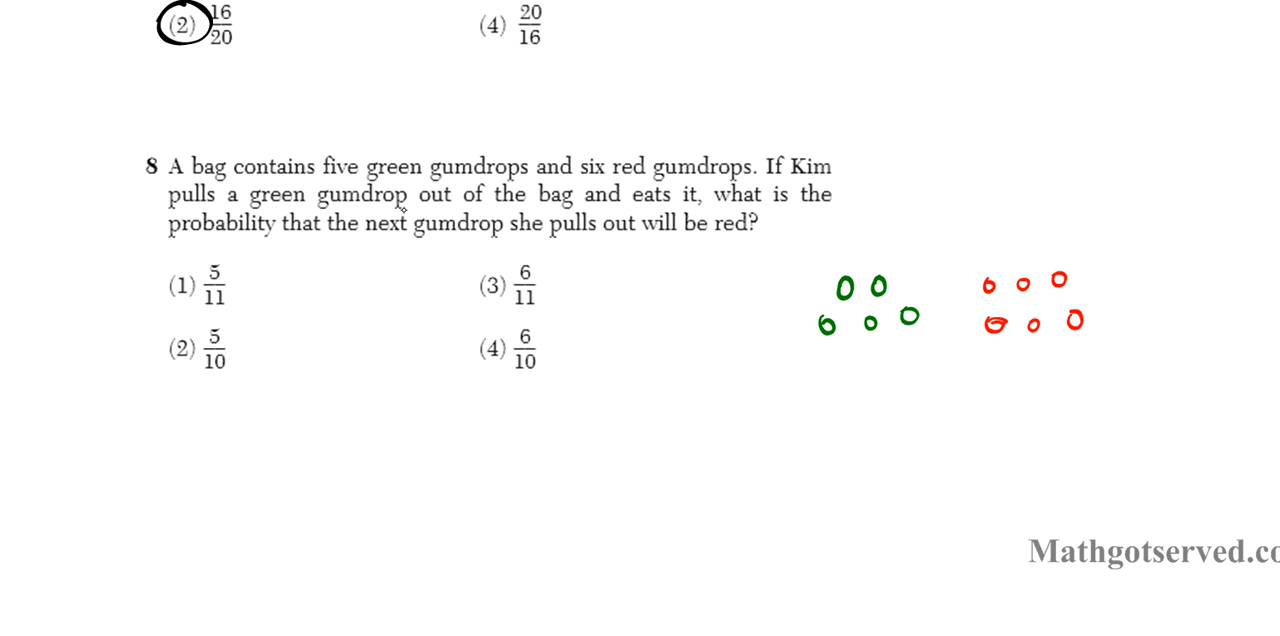 (2) 16/20 (4) 20/16
8 A bag contains five green gumdrops and six red gumdrops. If Kim
pulls a green gumdrop out of the bag and eats it, what is the
probability that the next gumdrop she pulls out will be red?
(1) 5/11 (3) 6/11
(2) 5/10 (4) 6/10
Mathgotserved.co